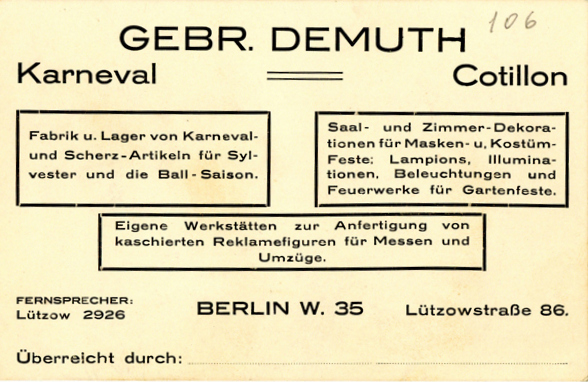 106
GEBR. DEMUTH
Karneval Cotillon
Fabrik u. Lager von Karneval-
und Scherz-Artikeln für Syl-
vester und die Ball-Saison.
Saal- und Zimmer-Dekora-
tionen für Masken- u. Kostüm-
Feste: Lampions, Illumina-
tionen, Beleuchtungen und
Feuerwerke für Gartenfeste.
Eigene Werkstätten zur Anfertigung von
kaschierten Reklamefiguren für Messen und
Umzüge.
FERNSPRECHER:
Lützow 2926
BERLIN W. 35
Lützowstraße 86.
Überreicht durch: